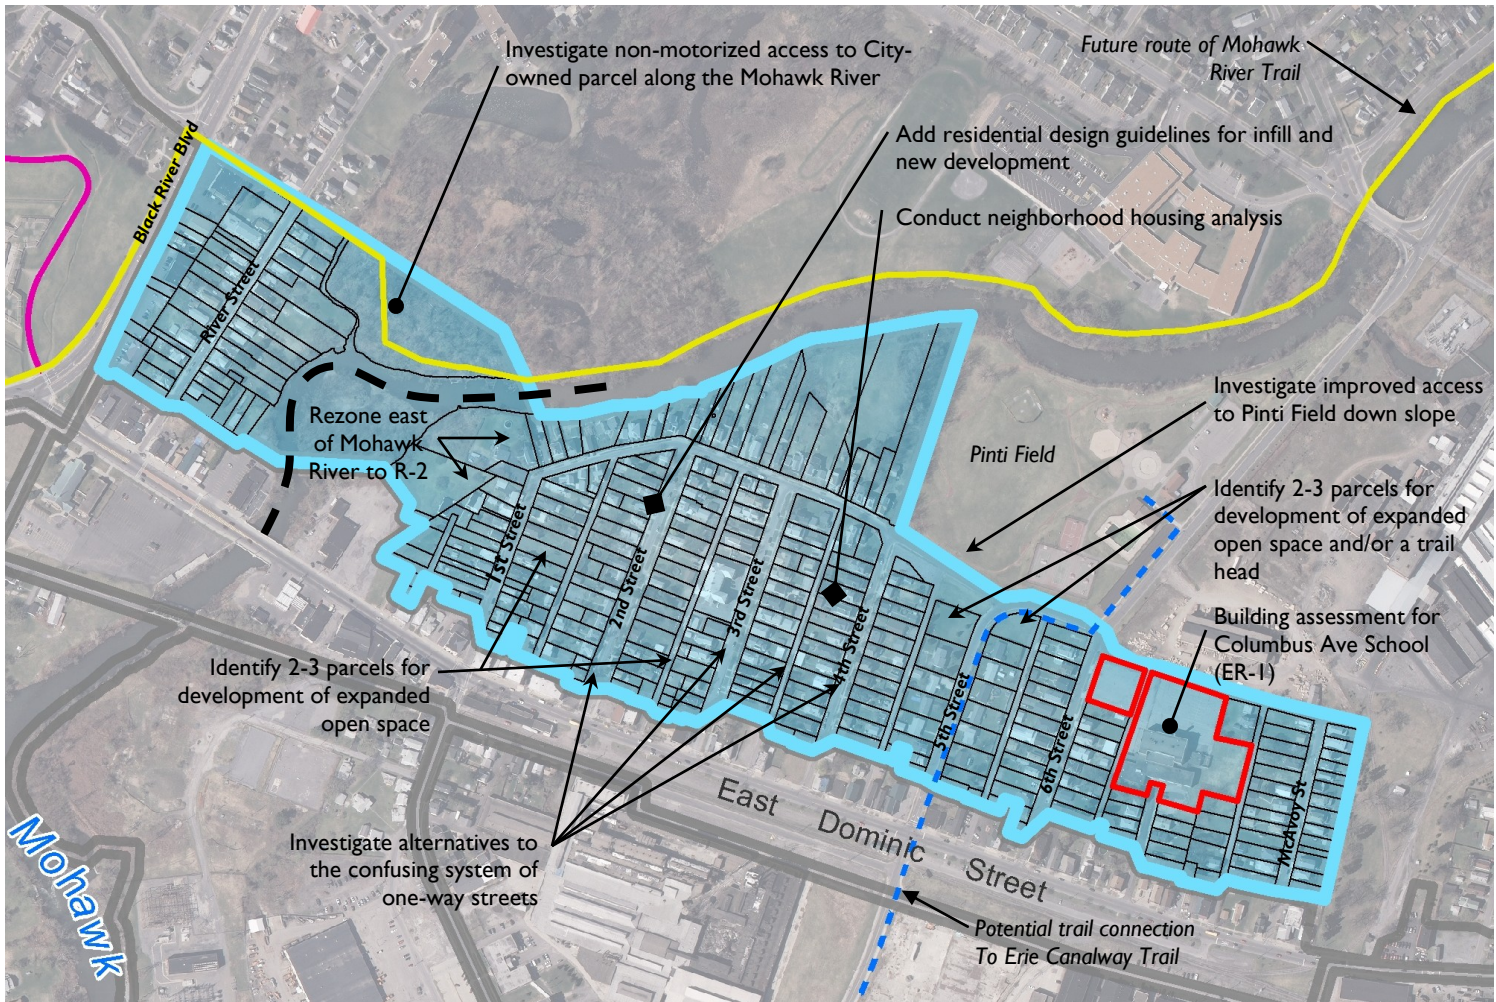 Investigate non-motorized access to City-
owned parcel along the Mohawk River
Future route of Mohawk
River Trail
Add residential design guidelines for infill and
new development
Conduct neighborhood housing analysis
Black River Blvd
River Street
Investigate improved access
to Pinti Field down slope
Rezone east
of Mohawk
River to R-2
Pinti Field
Identify 2-3 parcels for
development of expanded
open space and/or a trail
head
1st Street
2nd Street
3rd Street
4th Street
5th Street
6th Street
McAvoy St
Building assessment for
Columbus Ave School
(ER-1)
Identify 2-3 parcels for
development of expanded
open space
Investigate alternatives to
the confusing system of
one-way streets
East Dominic Street
Mohawk
Potential trail connection
To Erie Canalway Trail